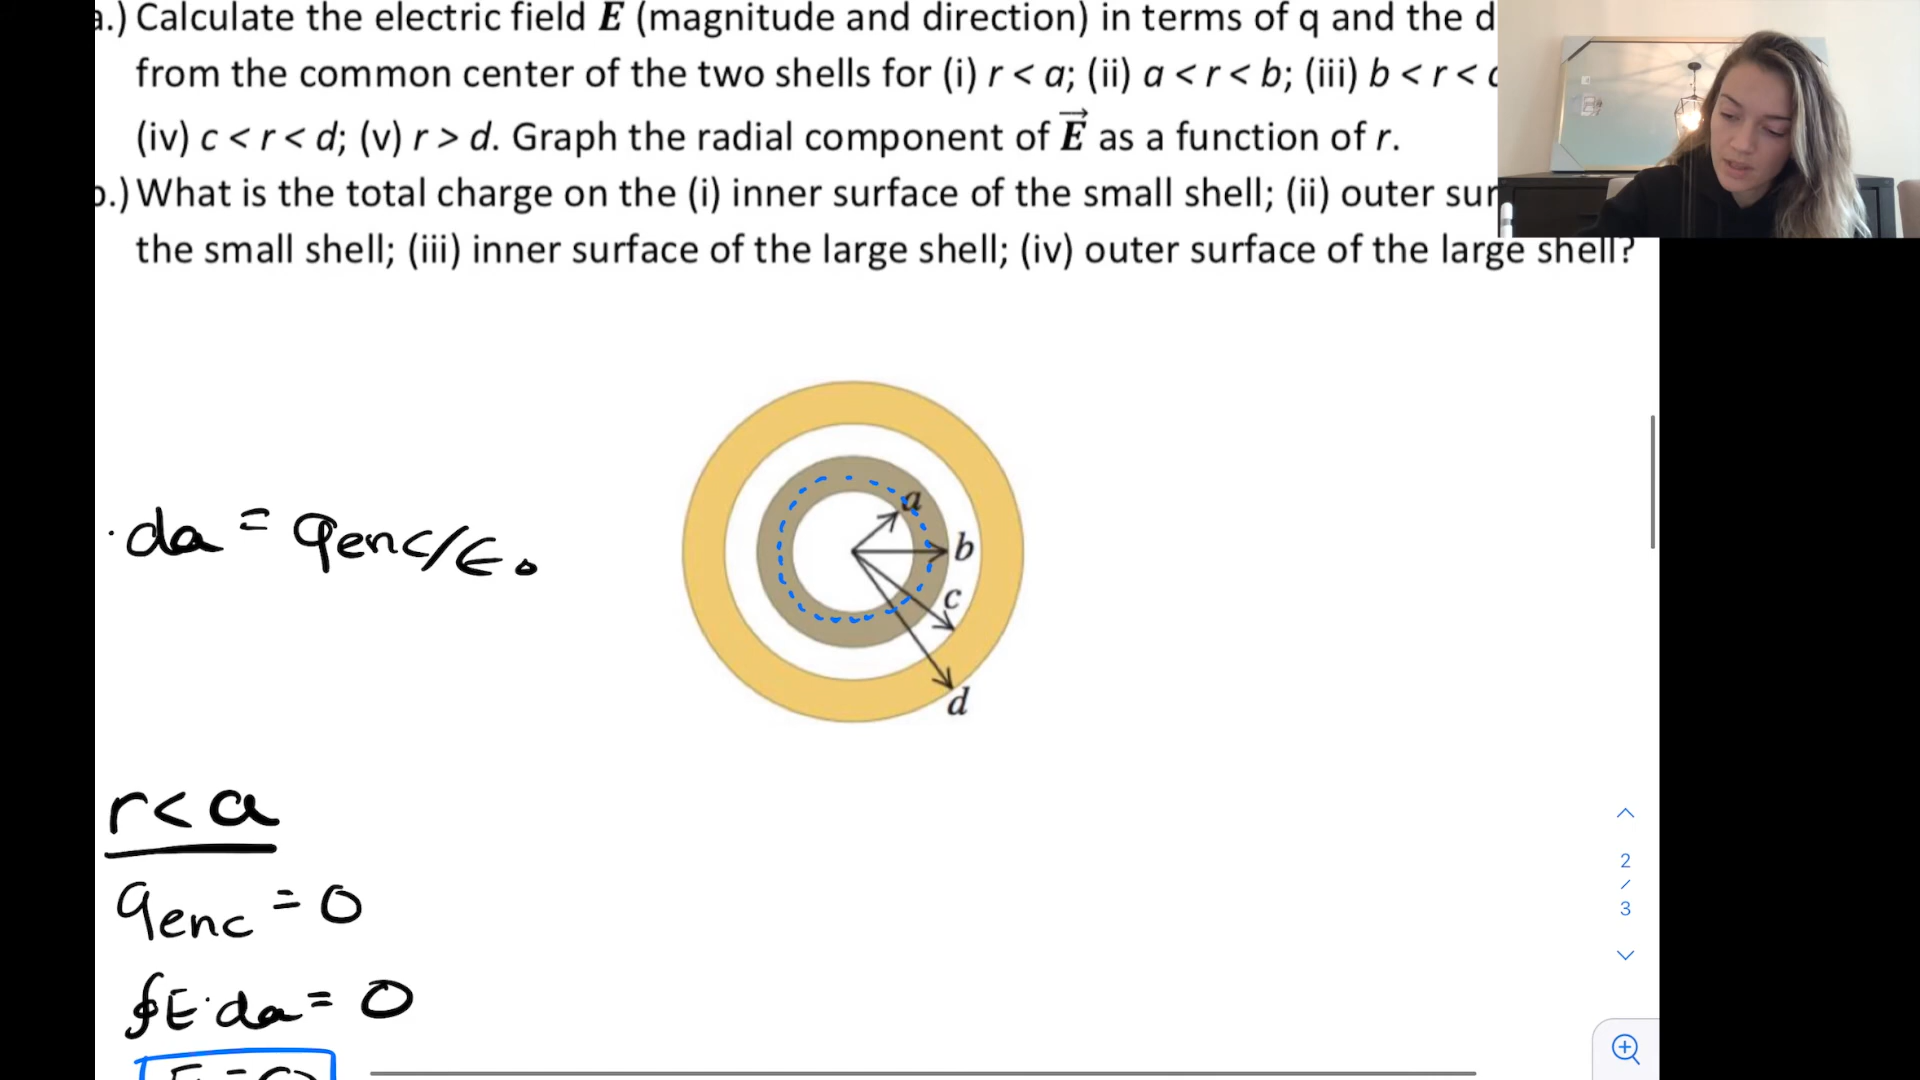 a.) Calculate the electric field E (magnitude and direction) in terms of q and the d
from the common center of the two shells for (i) r < a; (ii) a < r < b; (iii) b < r < c
(iv) c < r < d; (v) r > d. Graph the radial component of E⃗ as a function of r.
b.) What is the total charge on the (i) inner surface of the small shell; (ii) outer sur
the small shell; (iii) inner surface of the large shell; (iv) outer surface of the large shell?
a
· da = qenc/ϵ₀
b
c
d
r < a
2
/
3
qenc = 0
∮E · da = 0
E = 0